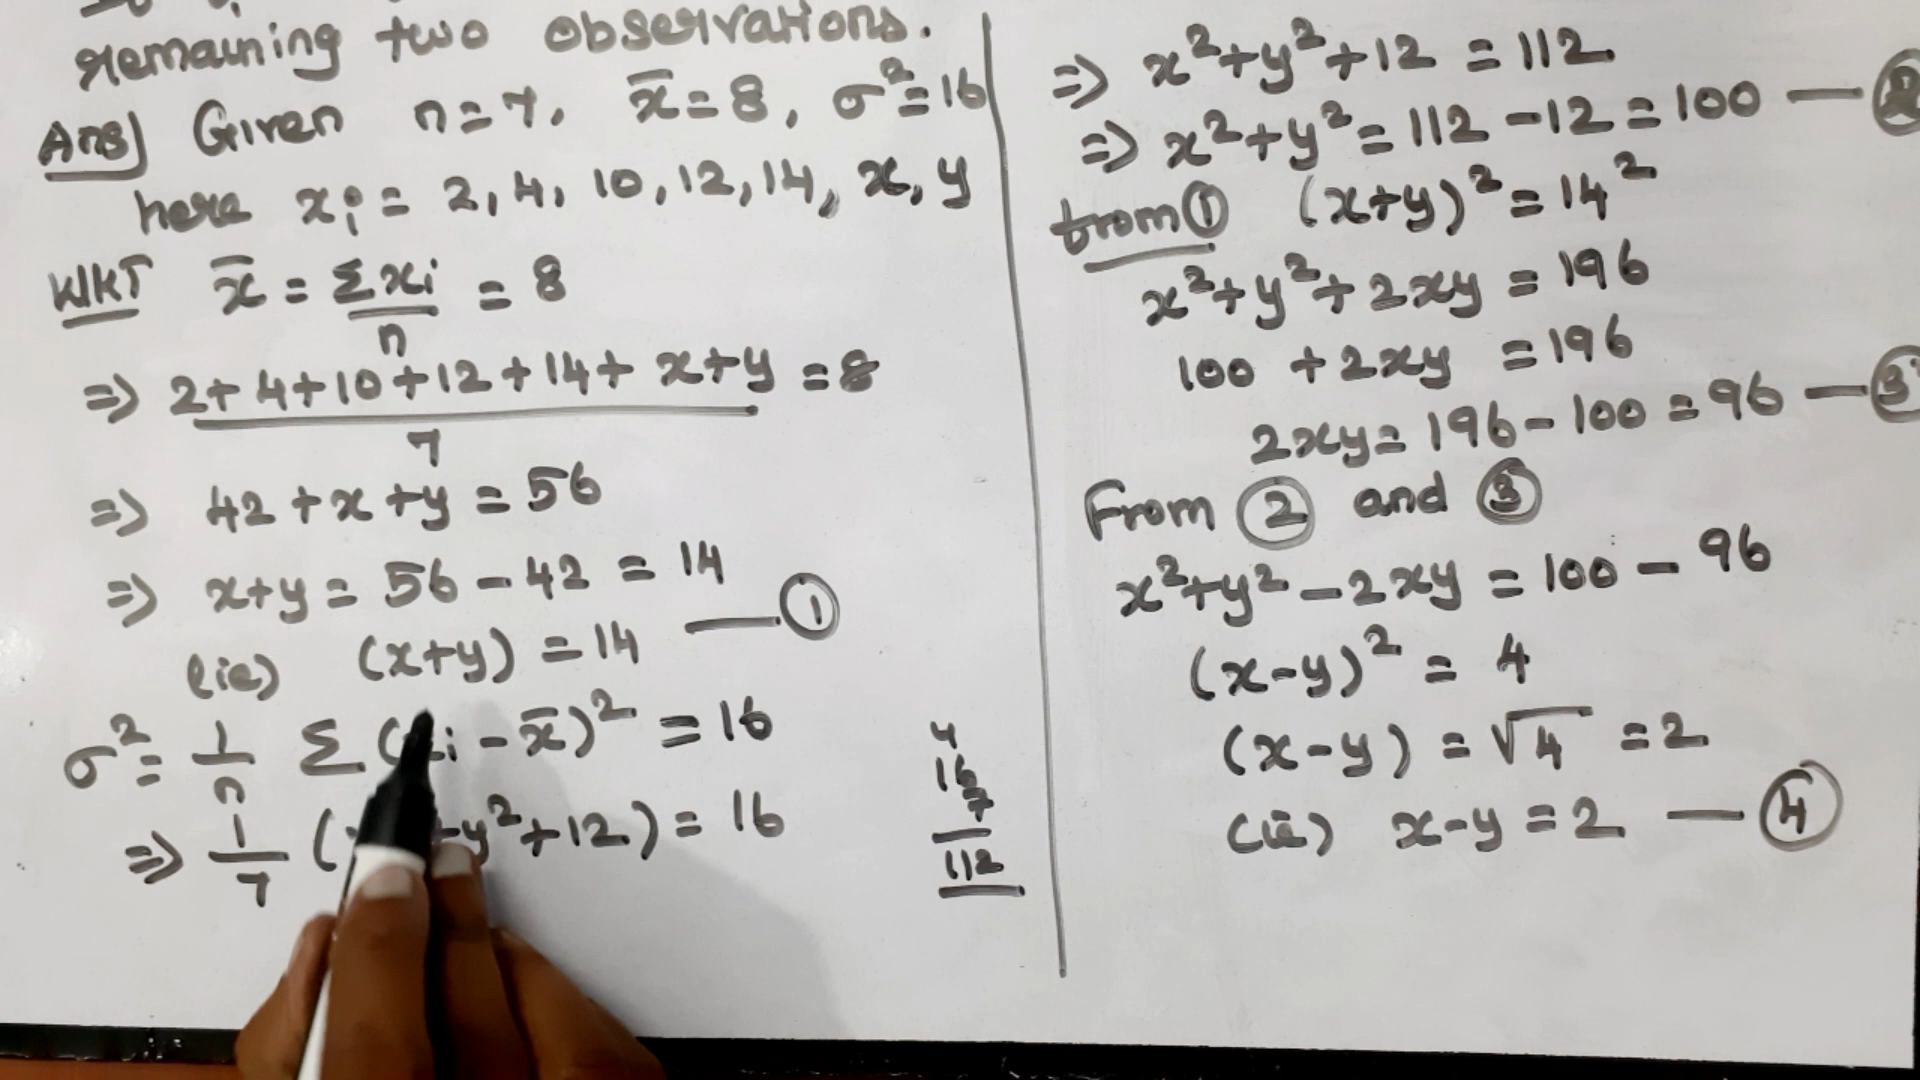 remaining two observations.
Ans) Given n=7, x̄=8, σ²=16
here xi = 2, 4, 10, 12, 14, x, y
WKT x̄ = Σxi/n = 8
⇒ (2+4+10+12+14+x+y)/7 = 8
⇒ 42+x+y=56
⇒ x+y = 56-42 = 14
(ie) (x+y) = 14 — ①
σ² = 1/n Σ( i - x̄)² = 16
⇒ 1/7 ( +y²+12) = 16
4
16
7
112
⇒ x²+y²+12 = 112
⇒ x²+y² = 112-12 = 100 — ②
from ① (x+y)² = 14²
x²+y²+2xy = 196
100 + 2xy = 196
2xy = 196-100 = 96 — ③
From ② and ③
x²+y²-2xy = 100-96
(x-y)² = 4
(x-y) = √4 = 2
(ie) x-y = 2 — ④